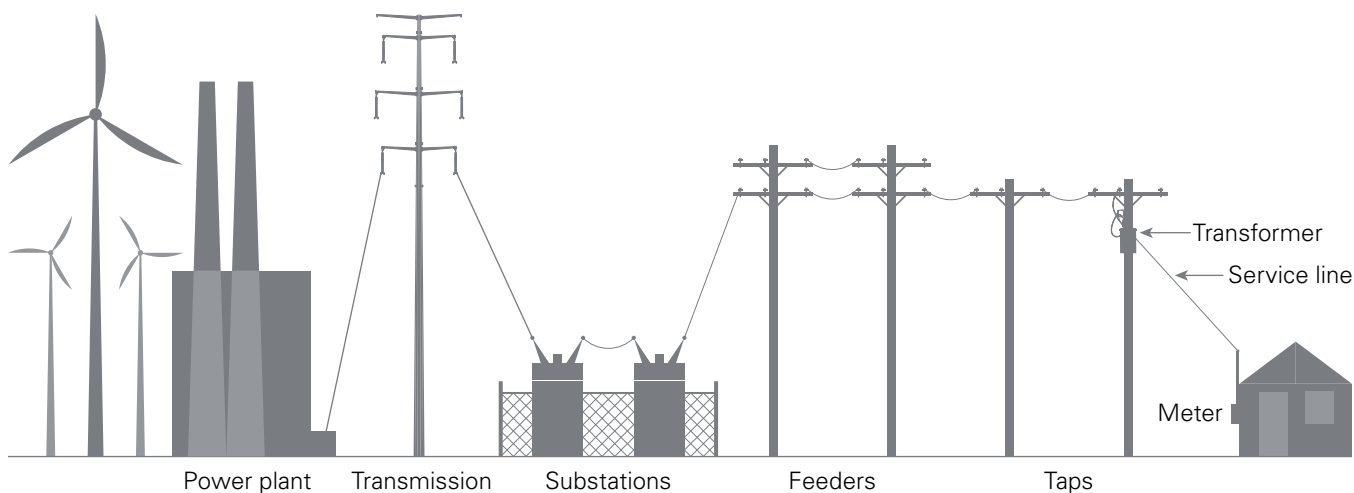 Transformer
Service line
Meter
Power plant
Transmission
Substations
Feeders
Taps